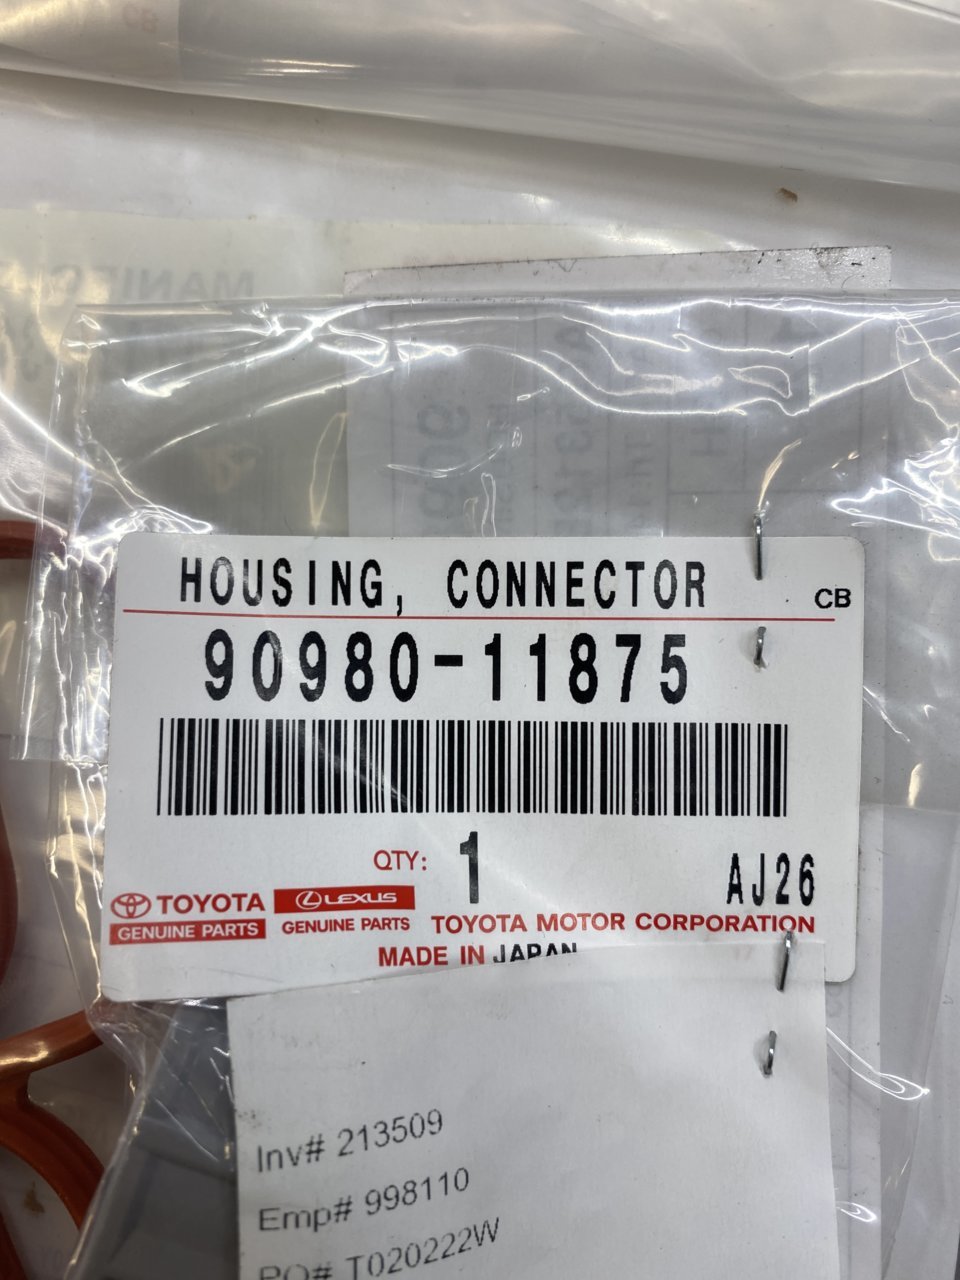 HOUSING, CONNECTOR
CB
90980-11875
QTY: 1
AJ26
TOYOTA
GENUINE PARTS
LEXUS
GENUINE PARTS
TOYOTA MOTOR CORPORATION
MADE IN JAPAN
Inv# 213509
Emp# 998110
PO# T020222W